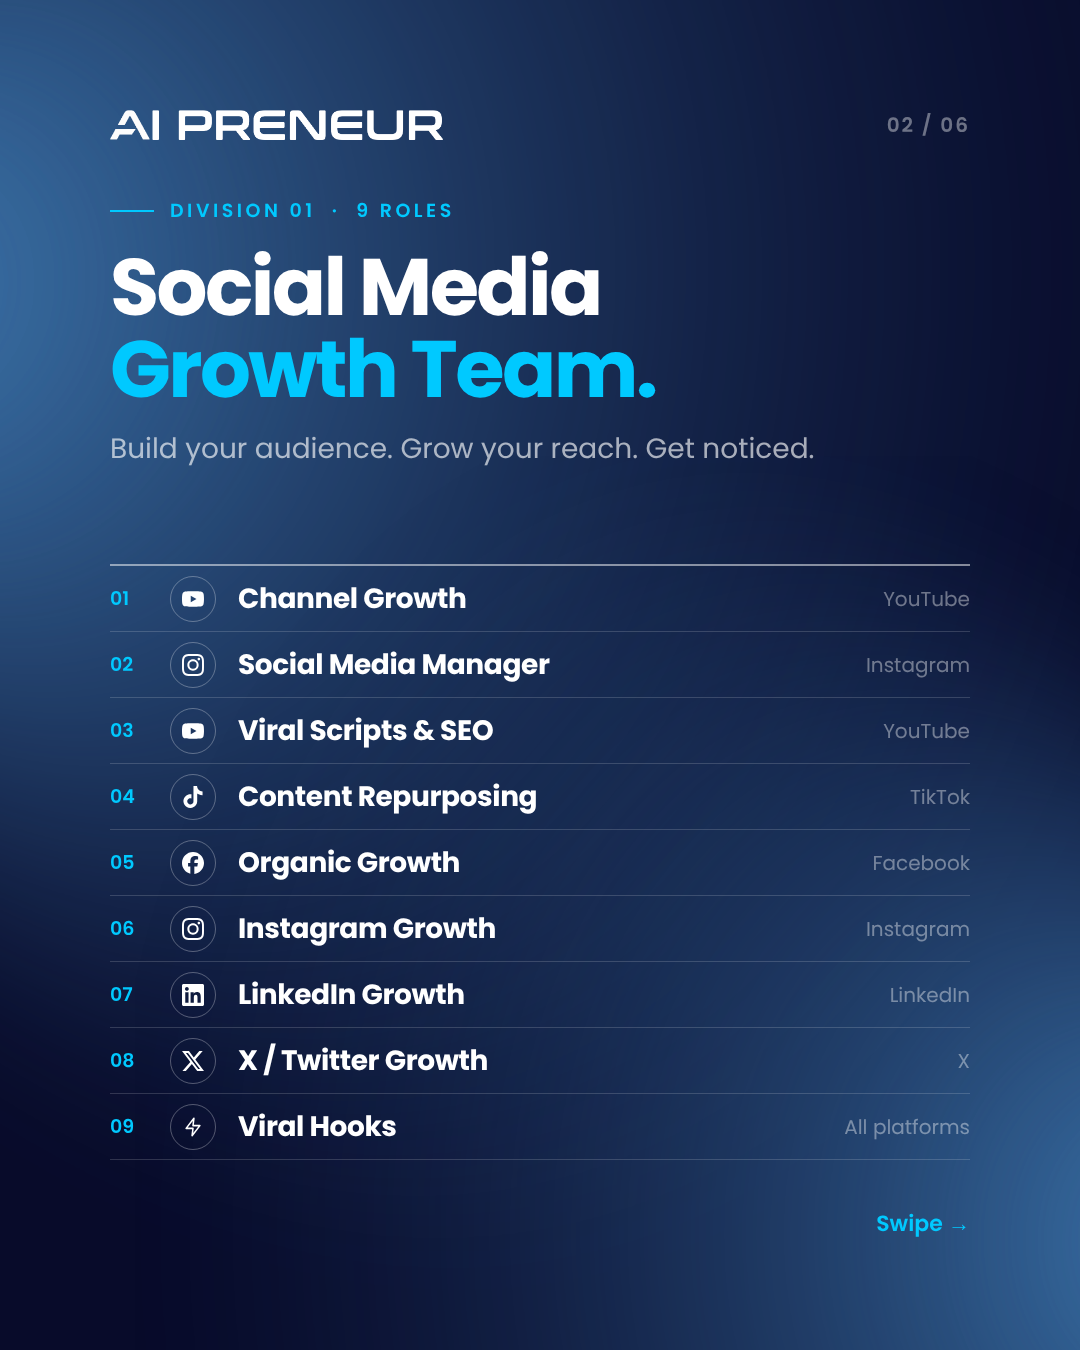 AI PRENEUR
02 / 06
DIVISION 01 · 9 ROLES
Social Media
Growth Team.
Build your audience. Grow your reach. Get noticed.
01 Channel Growth YouTube
02 Social Media Manager Instagram
03 Viral Scripts & SEO YouTube
04 Content Repurposing TikTok
05 Organic Growth Facebook
06 Instagram Growth Instagram
07 LinkedIn Growth LinkedIn
08 X / Twitter Growth X
09 Viral Hooks All platforms
Swipe →